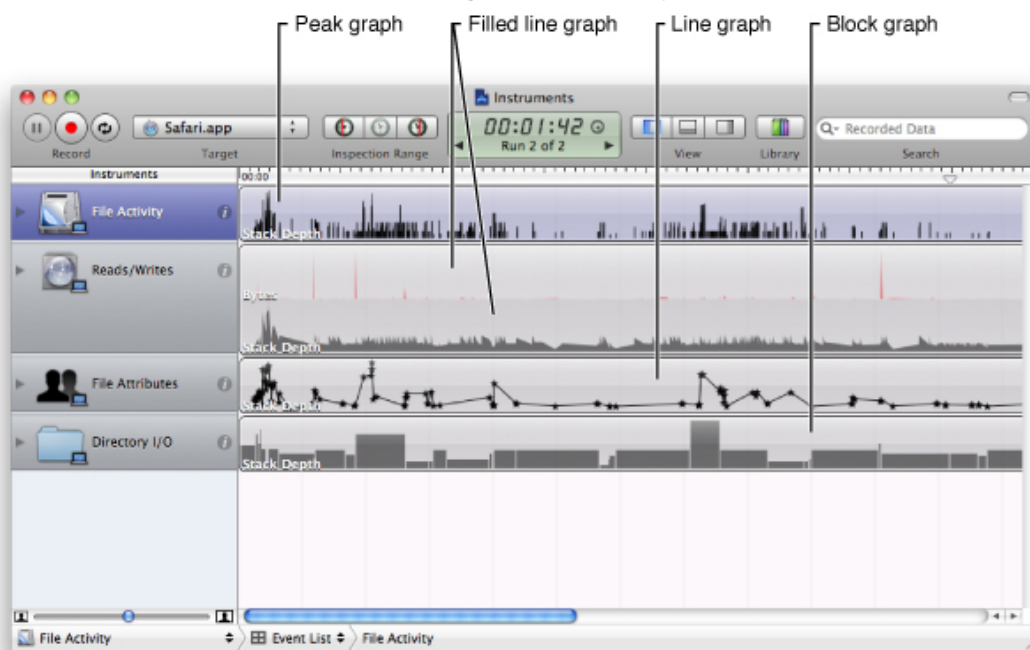 Peak graph
Filled line graph
Line graph
Block graph
Instruments
Safari.app
00:01:42
Run 2 of 2
Recorded Data
Record
Target
Inspection Range
View
Library
Search
Instruments
00:00
File Activity
Stack Depth
Reads/Writes
Bytes
Stack Depth
File Attributes
Stack Depth
Directory I/O
Stack Depth
File Activity
Event List
File Activity